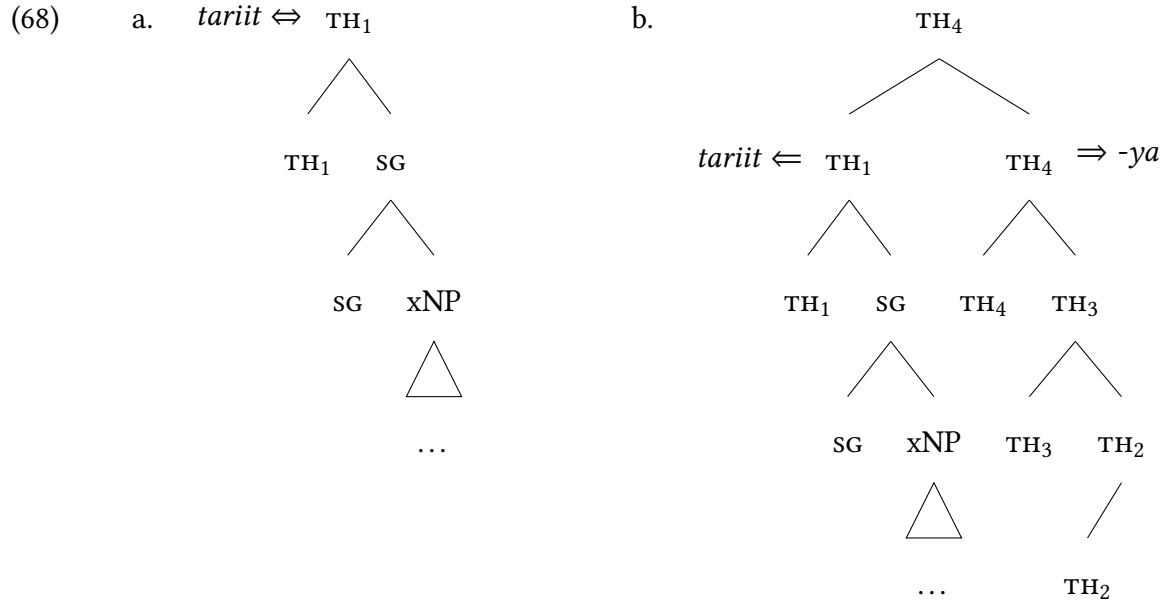 (68) a. tariit ⇔ TH₁ b. TH₄
TH₁ SG tariit ⇐ TH₁ TH₄ ⇒ -ya
SG xNP TH₁ SG TH₄ TH₃
… SG xNP TH₃ TH₂
… TH₂